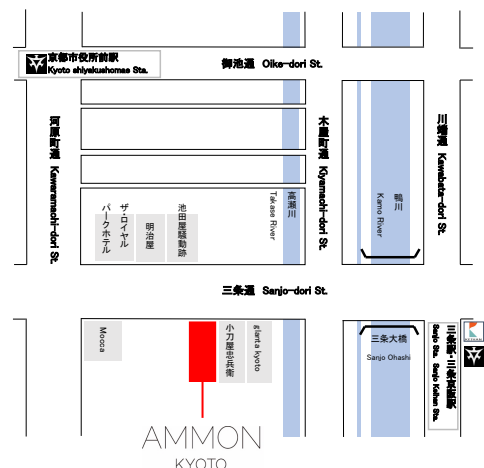 京都市役所前駅
Kyoto shiyakushomae Sta.
御池通 Oike-dori St.
河原町通 Kawaramachi-dori St.
木屋町通 Kiyamachi-dori St.
川端通 Kawabata-dori St.
ザ・ロイヤル
パークホテル
明治屋
池田屋騒動跡
高瀬川
Takase River
鴨川
Kamo River
三条通 Sanjo-dori St.
Mocca
小刀屋忠兵衛
gianta kyoto
三条大橋
Sanjo Ohashi
三条駅・三条京阪駅
Sanjo Sta. Sanjo Keihan Sta.
AMMON
KYOTO